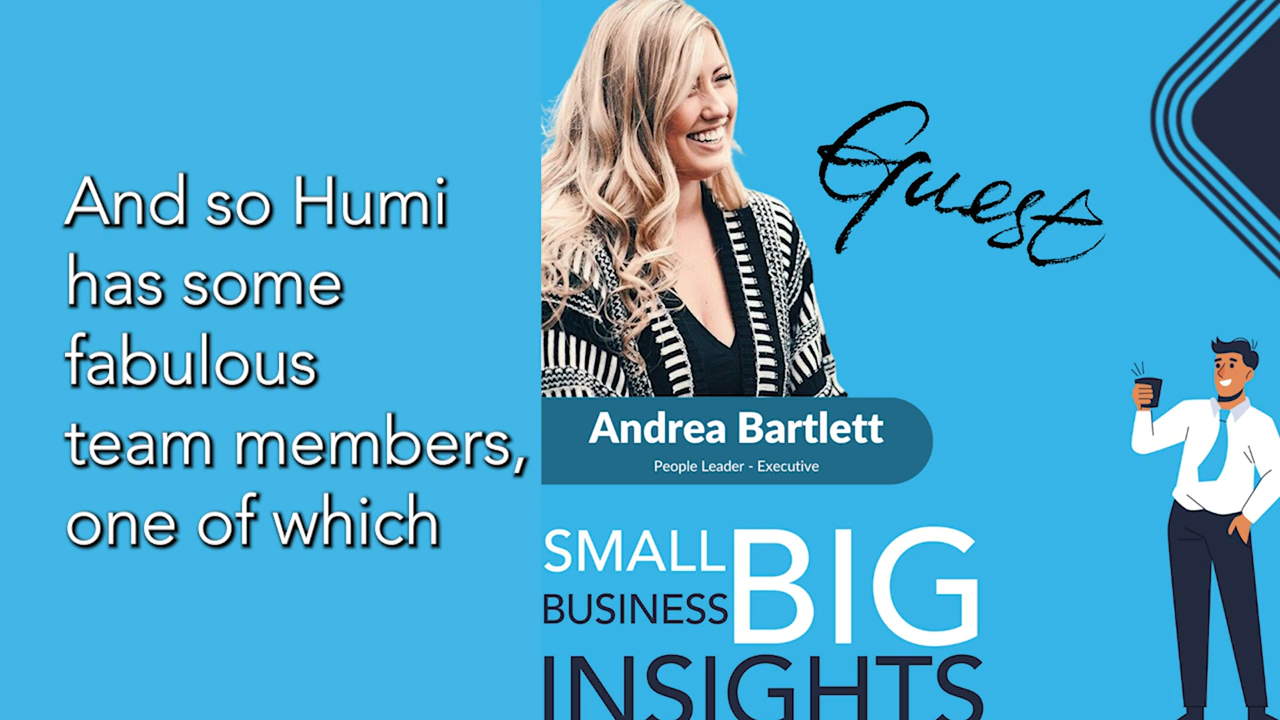 And so Humi
has some
fabulous
team members,
one of which
Guest
Andrea Bartlett
People Leader - Executive
SMALL BIG
BUSINESS
INSIGHTS